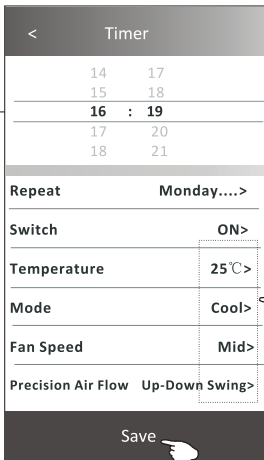 < Timer
14 17
15 18
16 : 19
17 20
18 21
Repeat Monday....>
Switch ON>
Temperature 25℃>
Mode Cool>
Fan Speed Mid>
Precision Air Flow Up-Down Swing>
Save